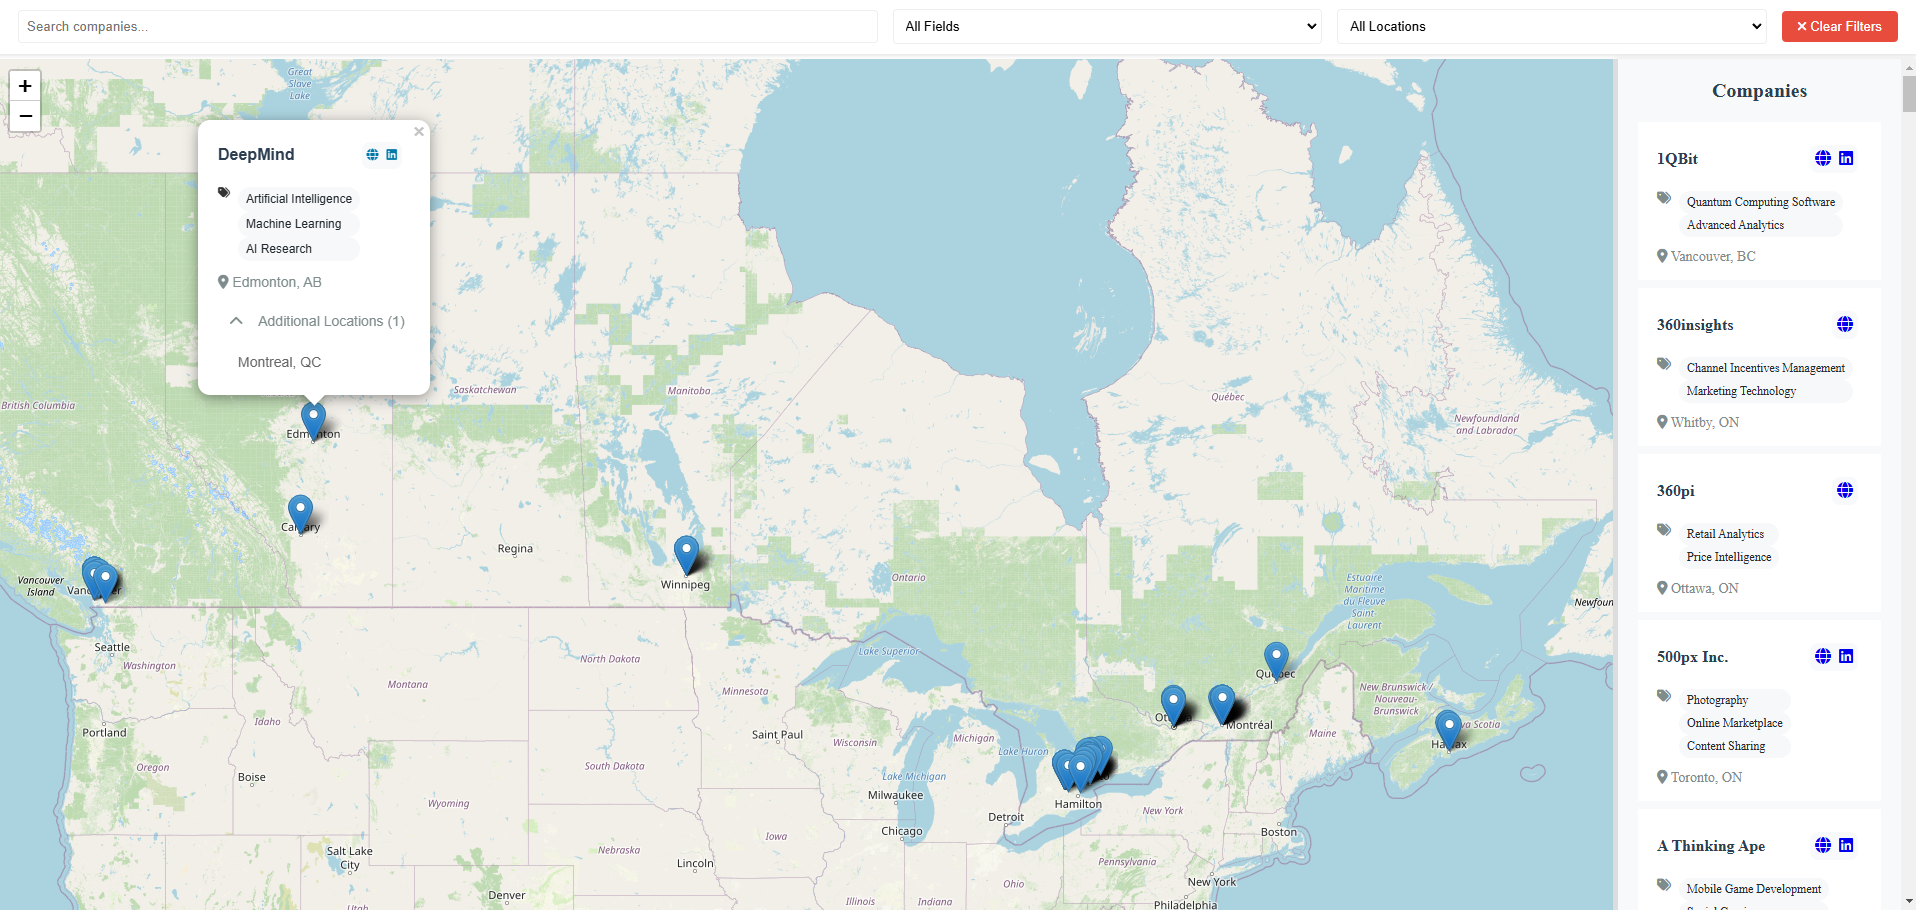 Search companies...
All Fields
All Locations
✕ Clear Filters
+
−
Great
Slave
Lake
×
DeepMind
Artificial Intelligence
Machine Learning
AI Research
Edmonton, AB
Additional Locations (1)
Montreal, QC
British Columbia
Saskatchewan
Manitoba
Québec
Newfoundland
and Labrador
Edmonton
Calgary
Regina
Winnipeg
Ontario
Vancouver
Island
Vancouver
Estuaire
Maritime
du Fleuve
Saint-
Laurent
Newfoun
Seattle
Washington
North Dakota
Lake Superior
Montana
Minnesota
Québec
New Brunswick /
Nouveau-
Brunswick
Idaho
Ottawa
Montréal
Nova Scotia
Halifax
Portland
Saint Paul
Wisconsin
Michigan
Lake Huron
Maine
Oregon
Boise
South Dakota
Lake Michigan
Milwaukee
Hamilton
Wyoming
Detroit
New York
Chicago
Boston
Iowa
Salt Lake
City
Nebraska
Lincoln
Pennsylvania
Ohio
New York
Denver
Illinois
Indiana
Philadelphia
Utah
Companies
1QBit
Quantum Computing Software
Advanced Analytics
Vancouver, BC
360insights
Channel Incentives Management
Marketing Technology
Whitby, ON
360pi
Retail Analytics
Price Intelligence
Ottawa, ON
500px Inc.
Photography
Online Marketplace
Content Sharing
Toronto, ON
A Thinking Ape
Mobile Game Development